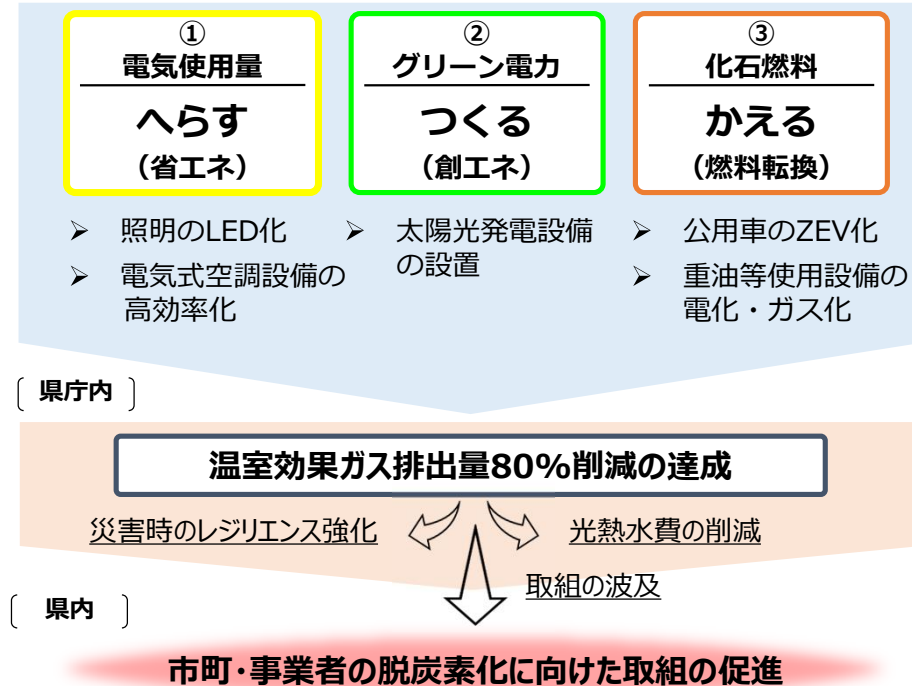 ①
電気使用量
へらす
(省エネ)
②
グリーン電力
つくる
(創エネ)
③
化石燃料
かえる
(燃料転換)
➢ 照明のLED化
➢ 電気式空調設備の
高効率化
➢ 太陽光発電設備
の設置
➢ 公用車のZEV化
➢ 重油等使用設備の
電化・ガス化
〔 県庁内 〕
温室効果ガス排出量80%削減の達成
災害時のレジリエンス強化
光熱水費の削減
取組の波及
〔 県内 〕
市町・事業者の脱炭素化に向けた取組の促進